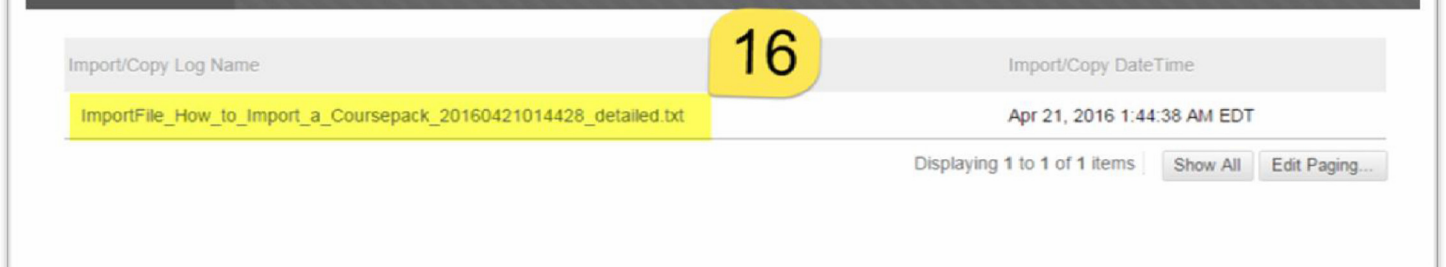 16
Import/Copy Log Name Import/Copy DateTime
ImportFile_How_to_Import_a_Coursepack_20160421014428_detailed.txt Apr 21, 2016 1:44:38 AM EDT
Displaying 1 to 1 of 1 items Show All Edit Paging...